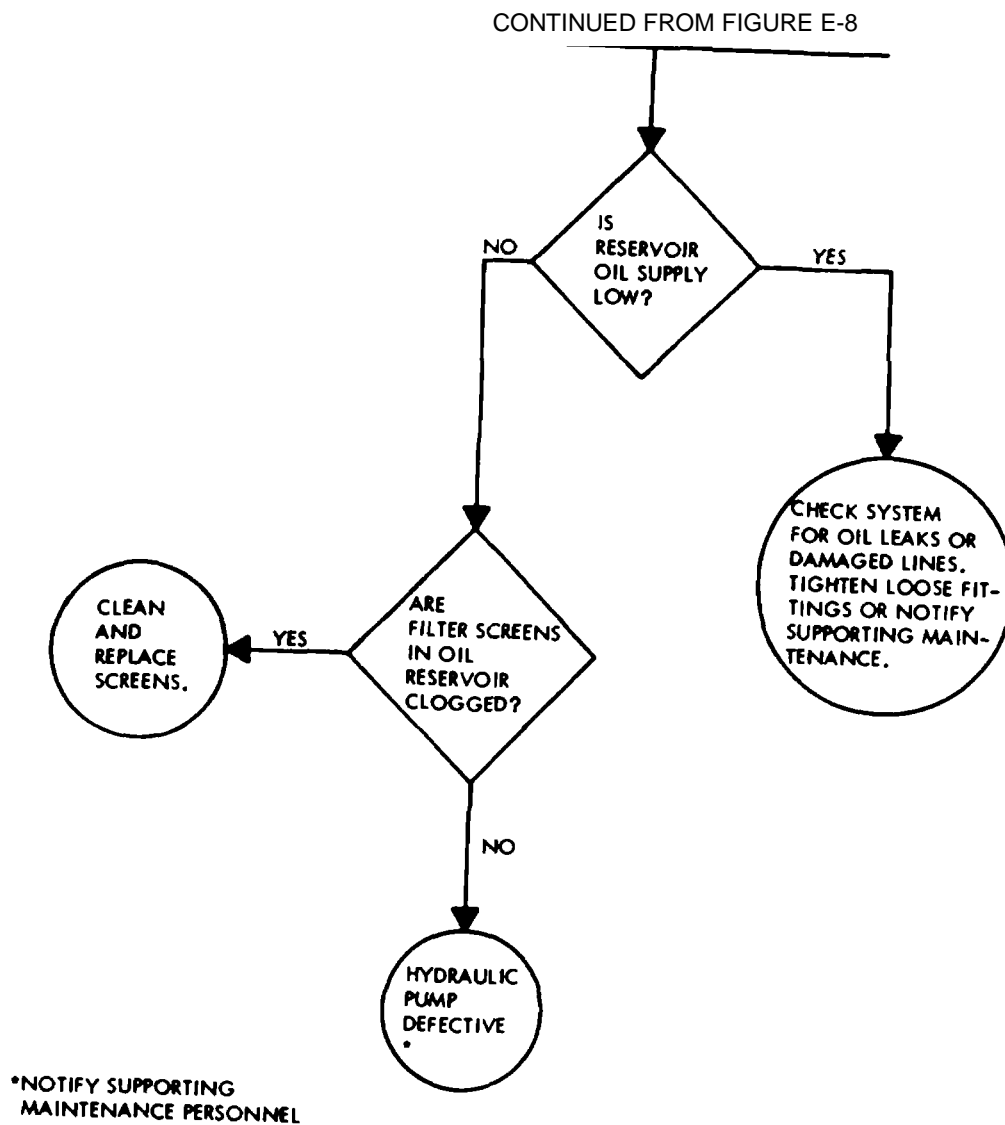 CONTINUED FROM FIGURE E-8
IS
RESERVOIR
OIL SUPPLY
LOW?
NO
YES
CHECK SYSTEM
FOR OIL LEAKS OR
DAMAGED LINES.
TIGHTEN LOOSE FIT-
TINGS OR NOTIFY
SUPPORTING MAIN-
TENANCE.
ARE
FILTER SCREENS
IN OIL
RESERVOIR
CLOGGED?
YES
CLEAN
AND
REPLACE
SCREENS.
NO
HYDRAULIC
PUMP
DEFECTIVE
*
*NOTIFY SUPPORTING
MAINTENANCE PERSONNEL